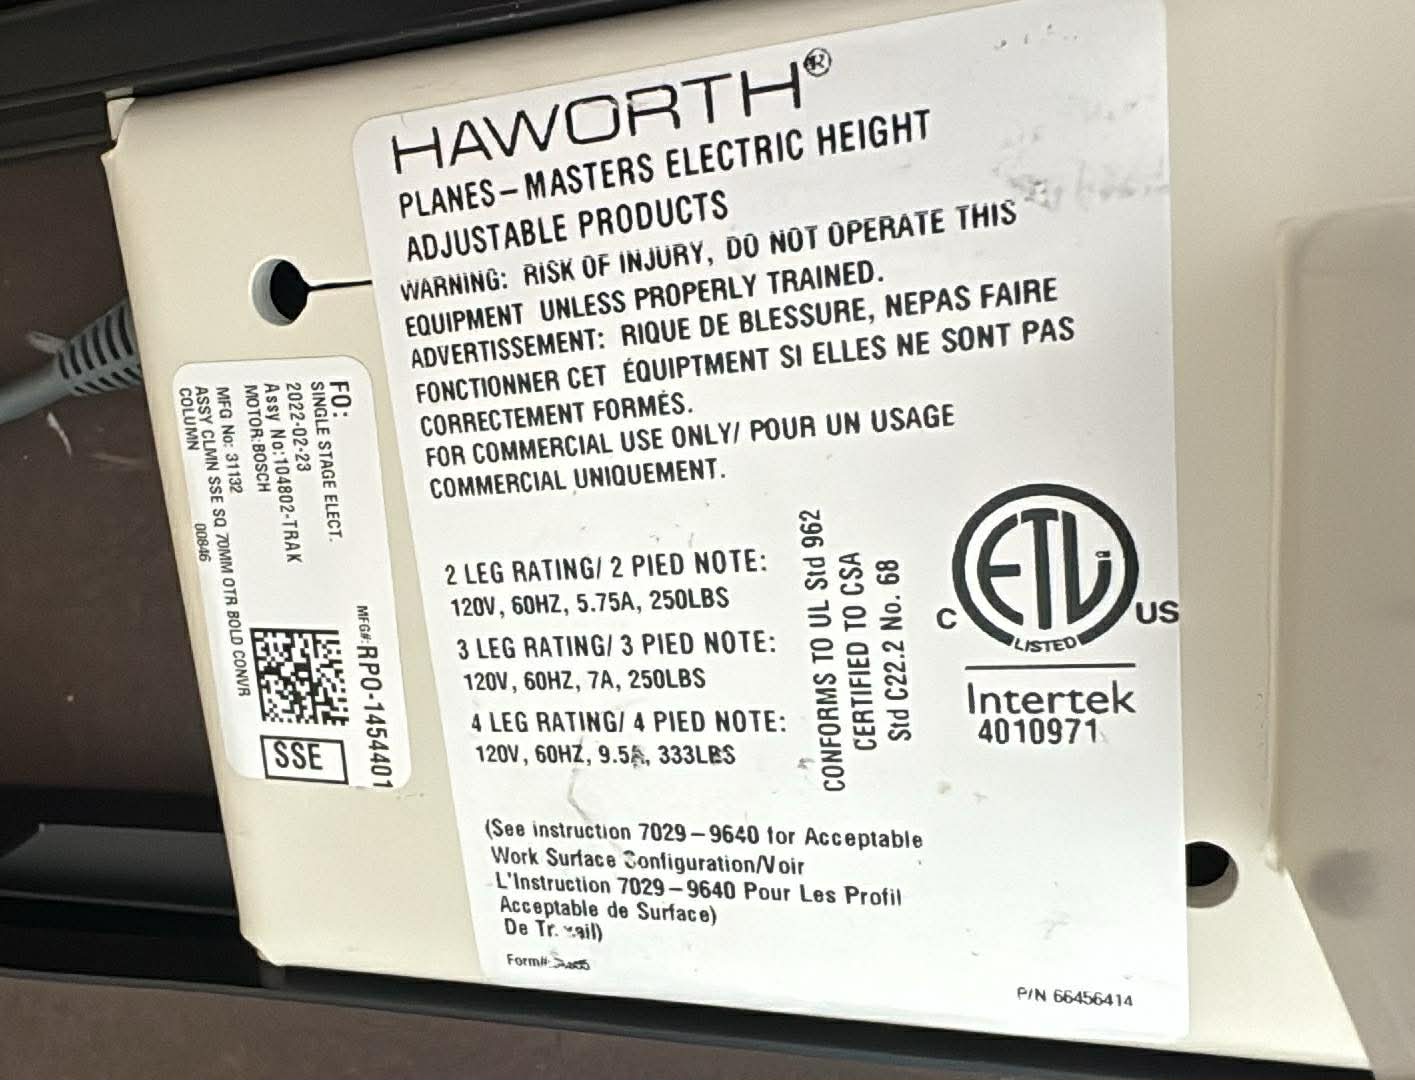 HAWORTH®
PLANES-MASTERS ELECTRIC HEIGHT
ADJUSTABLE PRODUCTS
WARNING: RISK OF INJURY, DO NOT OPERATE THIS
EQUIPMENT UNLESS PROPERLY TRAINED.
ADVERTISSEMENT: RIQUE DE BLESSURE, NEPAS FAIRE
FONCTIONNER CET ÉQUIPTMENT SI ELLES NE SONT PAS
CORRECTEMENT FORMÉS.
FOR COMMERCIAL USE ONLY/ POUR UN USAGE
COMMERCIAL UNIQUEMENT.
2 LEG RATING/ 2 PIED NOTE:
120V, 60HZ, 5.75A, 250LBS
3 LEG RATING/ 3 PIED NOTE:
120V, 60HZ, 7A, 250LBS
4 LEG RATING/ 4 PIED NOTE:
120V, 60HZ, 9.5A, 333LBS
CONFORMS TO UL Std 962
CERTIFIED TO CSA
Std C22.2 No. 68
C ETL US
LISTED
Intertek
4010971
(See instruction 7029-9640 for Acceptable
Work Surface Configuration/Voir
L'Instruction 7029-9640 Pour Les Profil
Acceptable de Surface)
De
Form#:
P/N 66456414
FO:
SINGLE STAGE ELECT.
2022-02-23
Assy No:104802-TRAK
MOTOR:BOSCH
MFG No: 31132
ASSY CLMN SSE SQ 70MM OTR BOLD CONVR
COLUMN 00846
MFG#:RPO-1454401
SSE